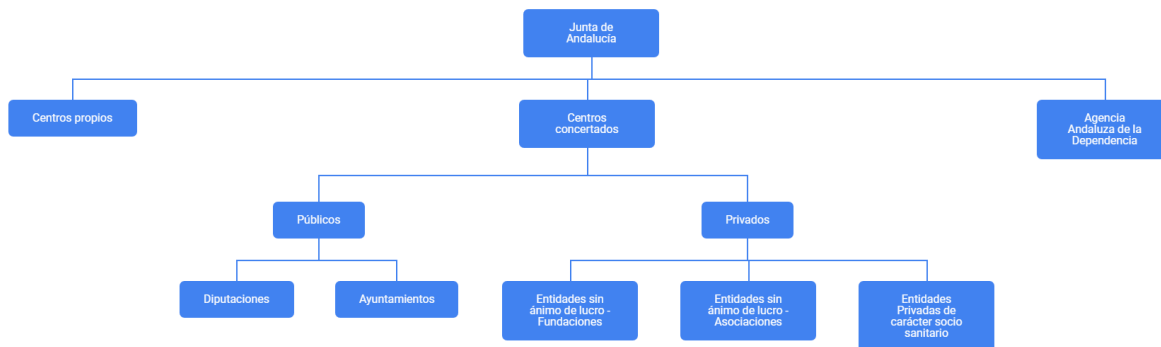 Junta de
Andalucía
Centros propios
Centros
concertados
Agencia
Andaluza de la
Dependencia
Públicos
Privados
Diputaciones
Ayuntamientos
Entidades sin
ánimo de lucro -
Fundaciones
Entidades sin
ánimo de lucro -
Asociaciones
Entidades
Privadas de
carácter socio
sanitario